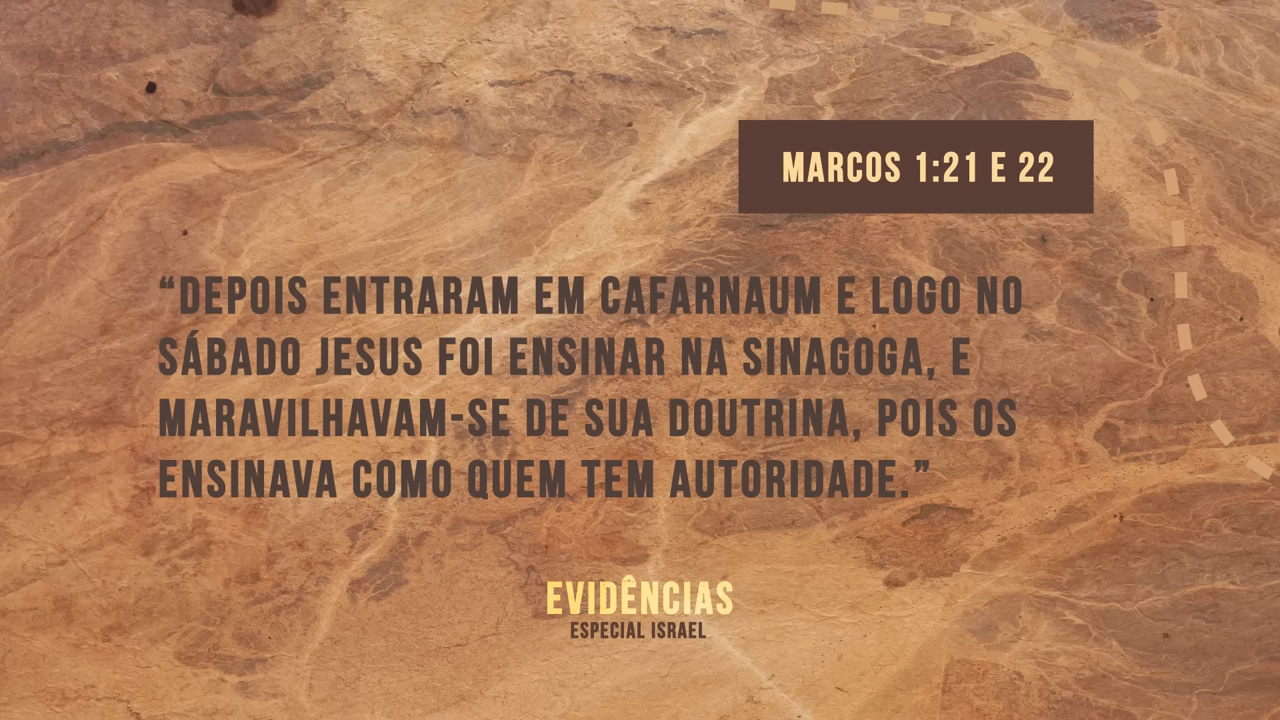 MARCOS 1:21 E 22
“DEPOIS ENTRARAM EM CAFARNAUM E LOGO NO
SÁBADO JESUS FOI ENSINAR NA SINAGOGA, E
MARAVILHAVAM-SE DE SUA DOUTRINA, POIS OS
ENSINAVA COMO QUEM TEM AUTORIDADE.”
EVIDÊNCIAS
ESPECIAL ISRAEL